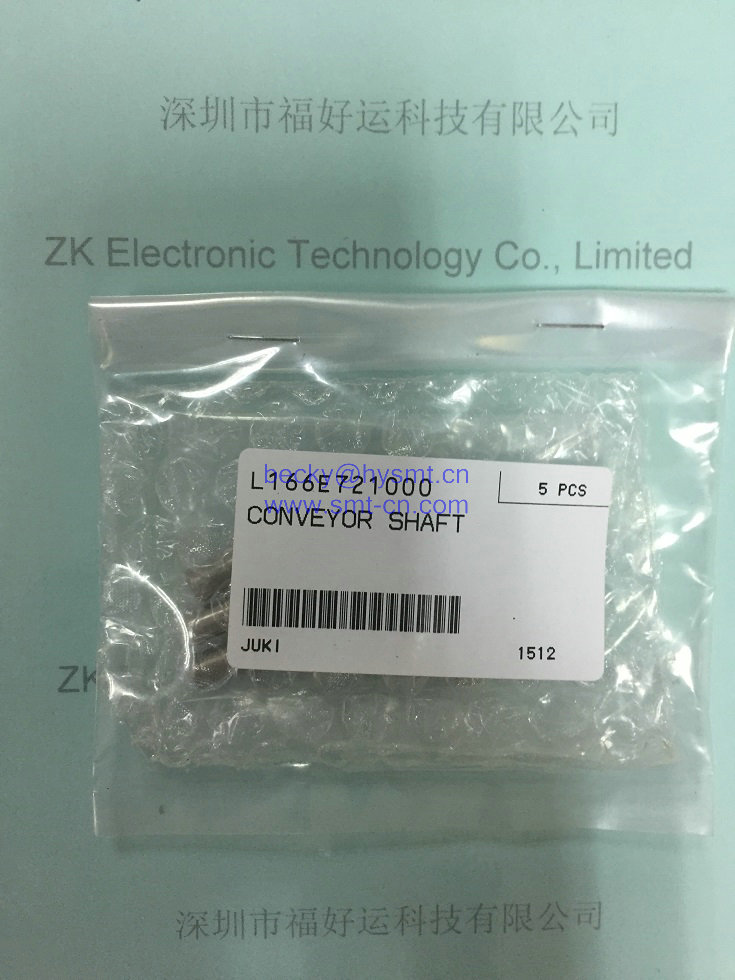 深圳市福好运科技有限公司
ZK Electronic Technology Co., Limited
becky@hysmt.cn
L166E721000
5 PCS
www.smt-cn.com
CONVEYOR SHAFT
JUKI
1512
ZK
深圳市福好运科技有限公司